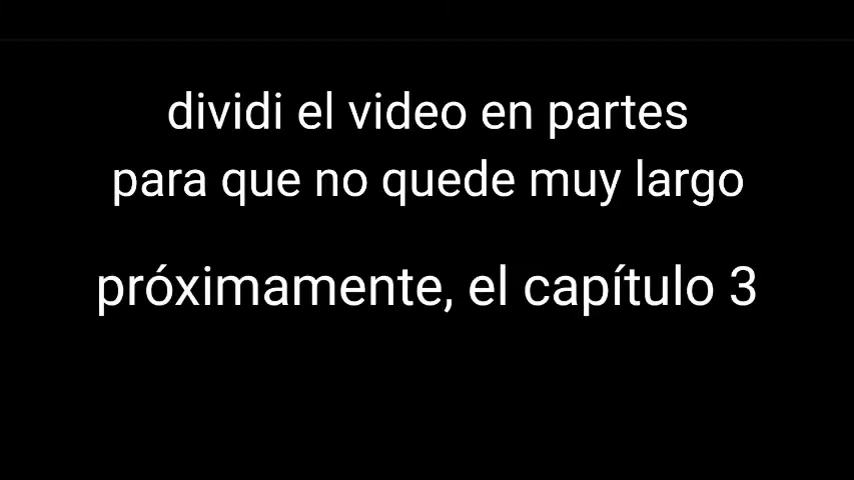 dividi el video en partes
para que no quede muy largo
próximamente, el capítulo 3